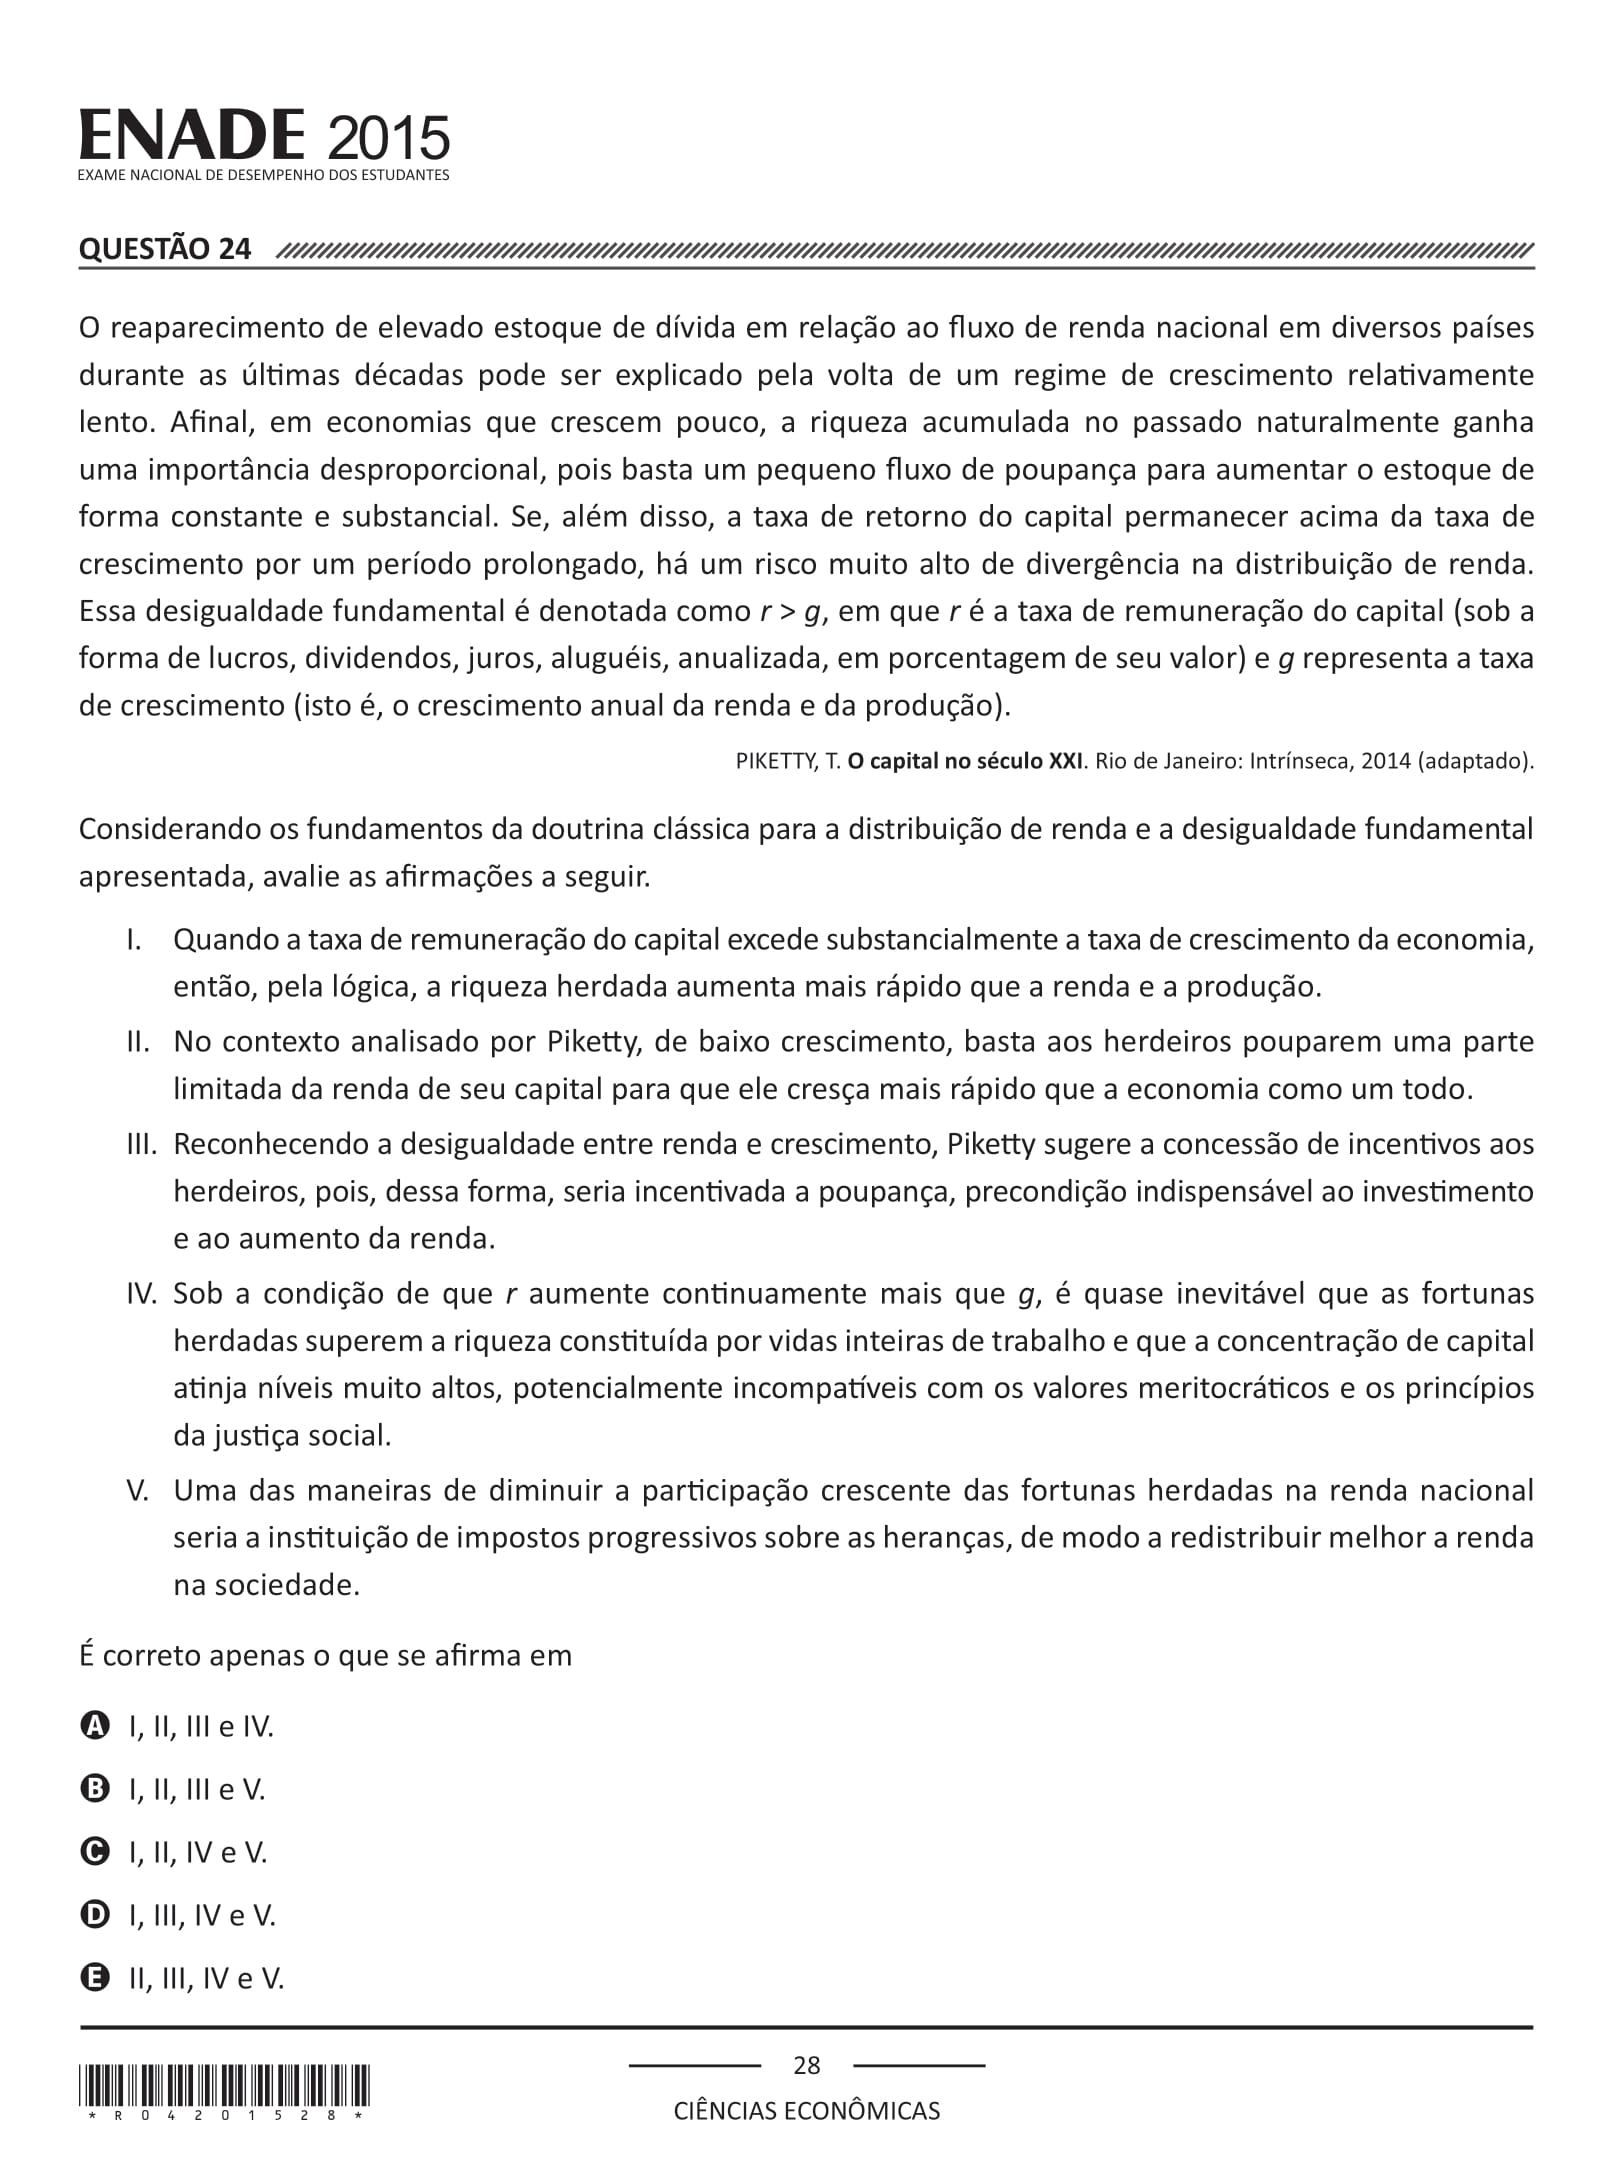 ENADE 2015
EXAME NACIONAL DE DESEMPENHO DOS ESTUDANTES
QUESTÃO 24
O reaparecimento de elevado estoque de dívida em relação ao fluxo de renda nacional em diversos países
durante as últimas décadas pode ser explicado pela volta de um regime de crescimento relativamente
lento. Afinal, em economias que crescem pouco, a riqueza acumulada no passado naturalmente ganha
uma importância desproporcional, pois basta um pequeno fluxo de poupança para aumentar o estoque de
forma constante e substancial. Se, além disso, a taxa de retorno do capital permanecer acima da taxa de
crescimento por um período prolongado, há um risco muito alto de divergência na distribuição de renda.
Essa desigualdade fundamental é denotada como r > g, em que r é a taxa de remuneração do capital (sob a
forma de lucros, dividendos, juros, aluguéis, anualizada, em porcentagem de seu valor) e g representa a taxa
de crescimento (isto é, o crescimento anual da renda e da produção).
PIKETTY, T. O capital no século XXI. Rio de Janeiro: Intrínseca, 2014 (adaptado).
Considerando os fundamentos da doutrina clássica para a distribuição de renda e a desigualdade fundamental
apresentada, avalie as afirmações a seguir.
I. Quando a taxa de remuneração do capital excede substancialmente a taxa de crescimento da economia,
então, pela lógica, a riqueza herdada aumenta mais rápido que a renda e a produção.
II. No contexto analisado por Piketty, de baixo crescimento, basta aos herdeiros pouparem uma parte
limitada da renda de seu capital para que ele cresça mais rápido que a economia como um todo.
III. Reconhecendo a desigualdade entre renda e crescimento, Piketty sugere a concessão de incentivos aos
herdeiros, pois, dessa forma, seria incentivada a poupança, precondição indispensável ao investimento
e ao aumento da renda.
IV. Sob a condição de que r aumente continuamente mais que g, é quase inevitável que as fortunas
herdadas superem a riqueza constituída por vidas inteiras de trabalho e que a concentração de capital
atinja níveis muito altos, potencialmente incompatíveis com os valores meritocráticos e os princípios
da justiça social.
V. Uma das maneiras de diminuir a participação crescente das fortunas herdadas na renda nacional
seria a instituição de impostos progressivos sobre as heranças, de modo a redistribuir melhor a renda
na sociedade.
É correto apenas o que se afirma em
A I, II, III e IV.
B I, II, III e V.
C I, II, IV e V.
D I, III, IV e V.
E II, III, IV e V.
28
CIÊNCIAS ECONÔMICAS
*R04201528*